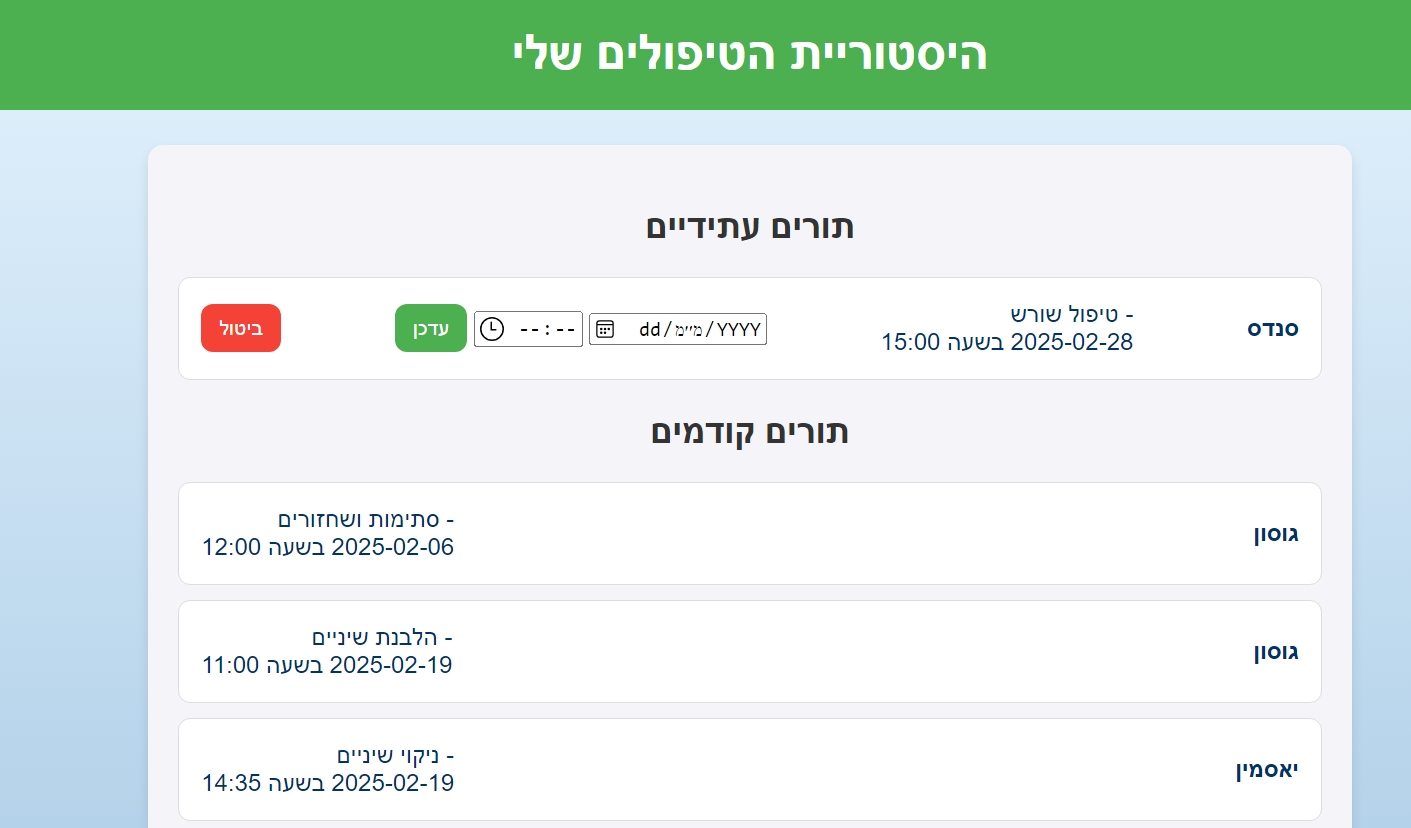 היסטוריית הטיפולים שלי
תורים עתידיים
סנדס
- טיפול שורש
2025-02-28 בשעה 15:00
dd/מ״מ/YYYY
--:--
עדכן
ביטול
תורים קודמים
גוסון
- סתימות ושחזורים
2025-02-06 בשעה 12:00
גוסון
- הלבנת שיניים
2025-02-19 בשעה 11:00
יאסמין
- ניקוי שיניים
2025-02-19 בשעה 14:35